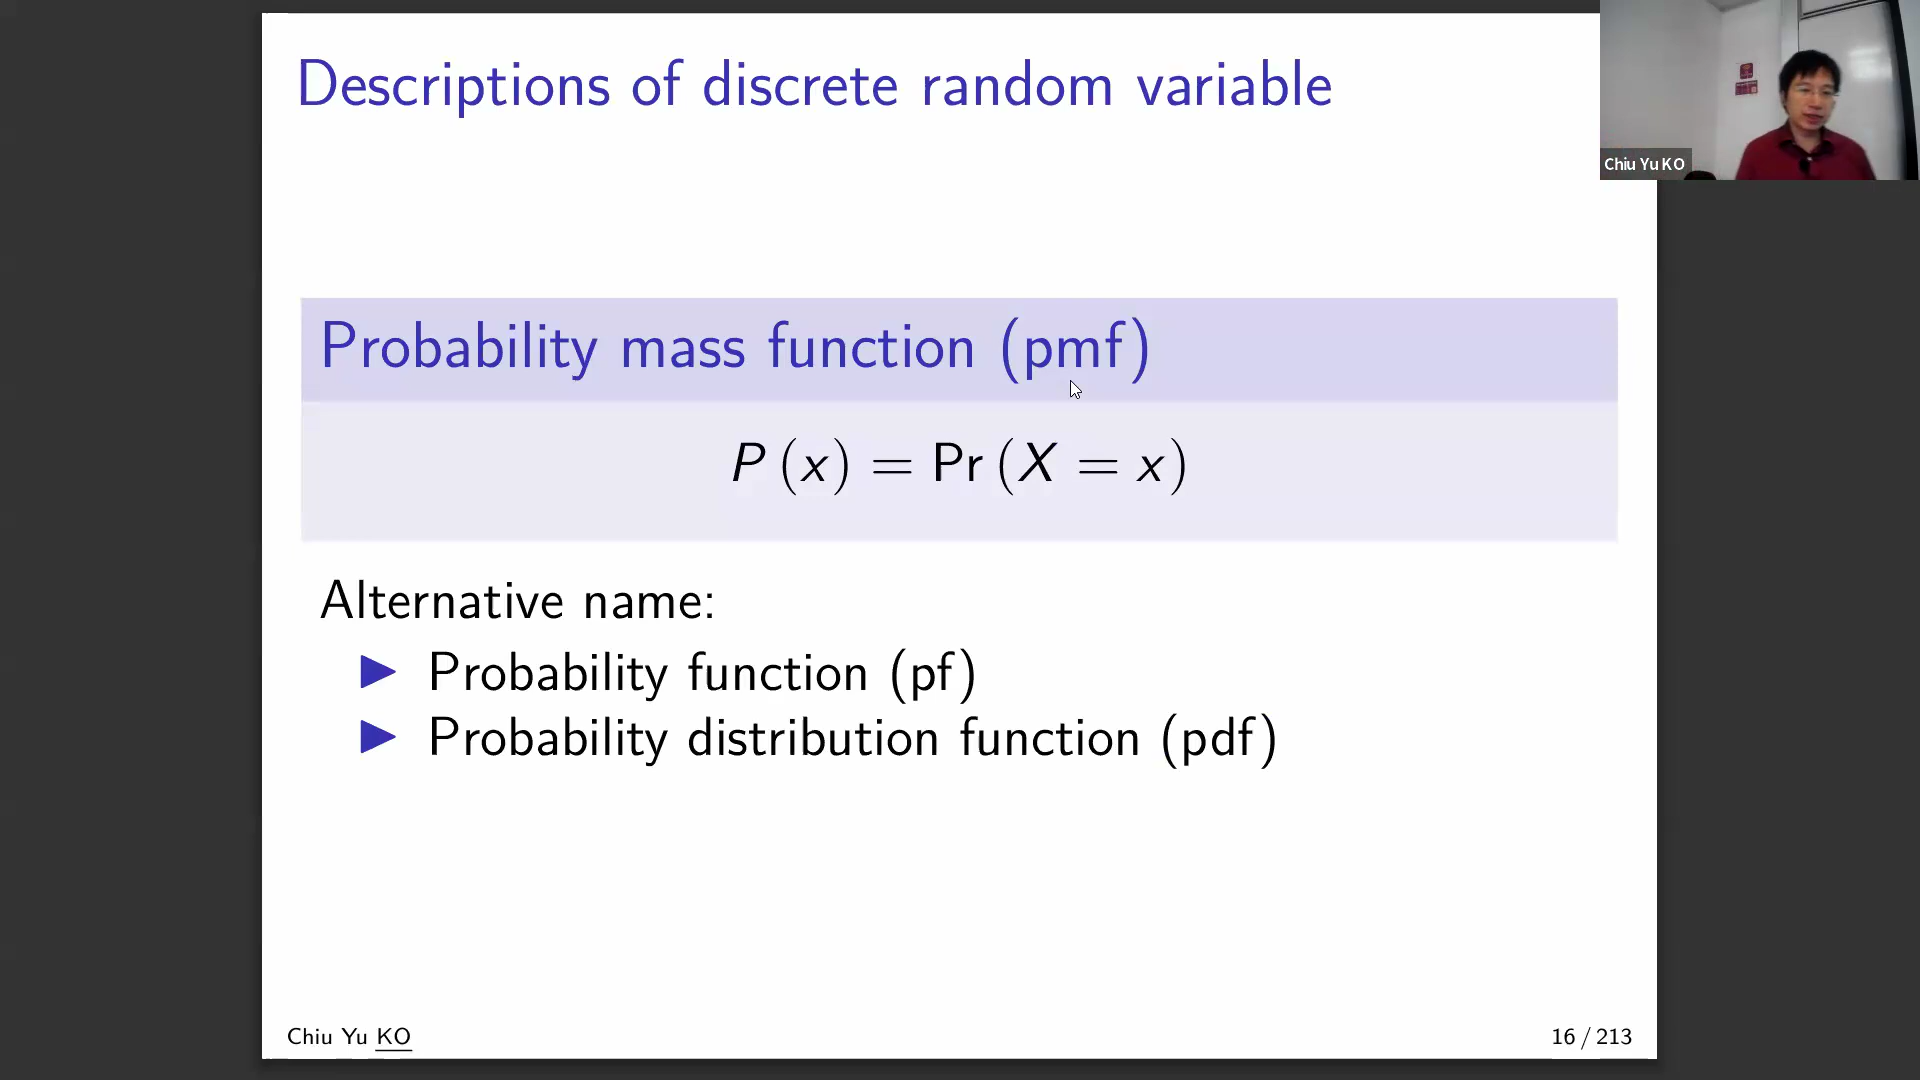 Descriptions of discrete random variable
Chiu Yu KO
Probability mass function (pmf)
P (x) = Pr (X = x)
Alternative name:
▶ Probability function (pf)
▶ Probability distribution function (pdf)
Chiu Yu KO
16 / 213